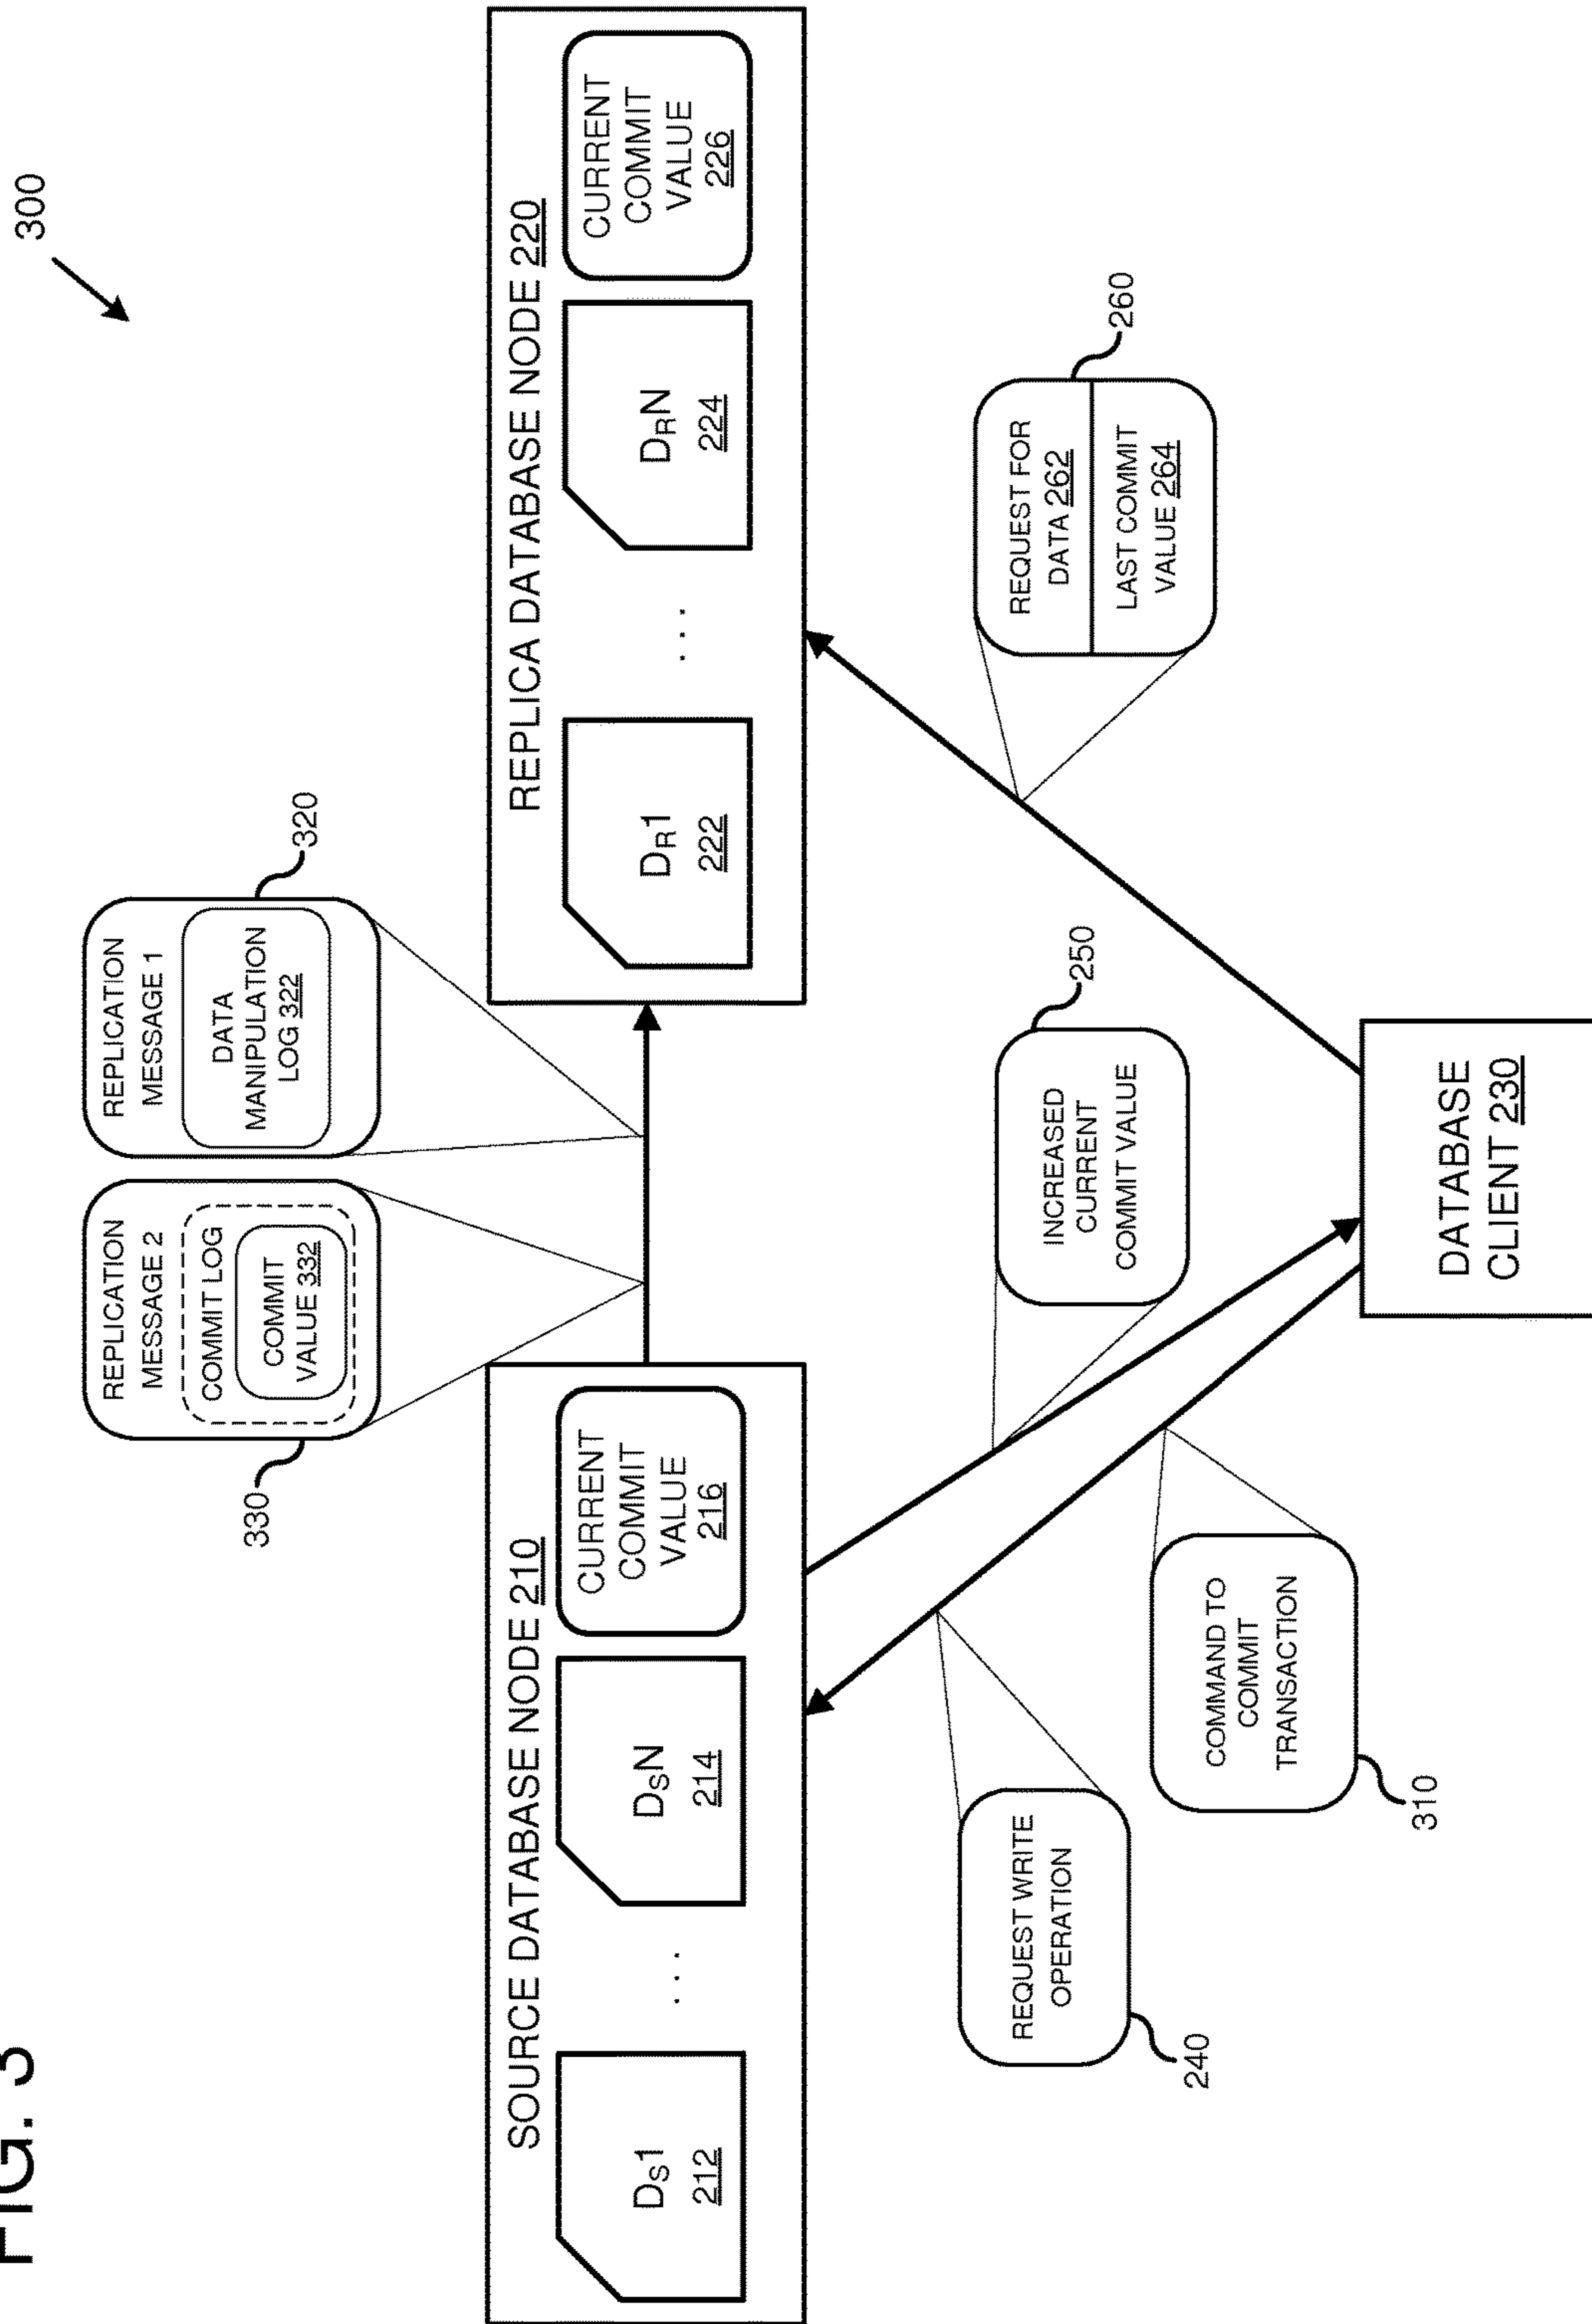 FIG. 3
300
REPLICATION
MESSAGE 2
COMMIT LOG
COMMIT
VALUE 332
330
REPLICATION
MESSAGE 1
DATA
MANIPULATION
LOG 322
320
SOURCE DATABASE NODE 210
DS1
212
. . .
DSN
214
CURRENT
COMMIT
VALUE
216
REPLICA DATABASE NODE 220
DR1
222
. . .
DRN
224
CURRENT
COMMIT
VALUE
226
REQUEST WRITE
OPERATION
240
COMMAND TO
COMMIT
TRANSACTION
310
INCREASED
CURRENT
COMMIT VALUE
250
REQUEST FOR
DATA 262
LAST COMMIT
VALUE 264
260
DATABASE
CLIENT 230